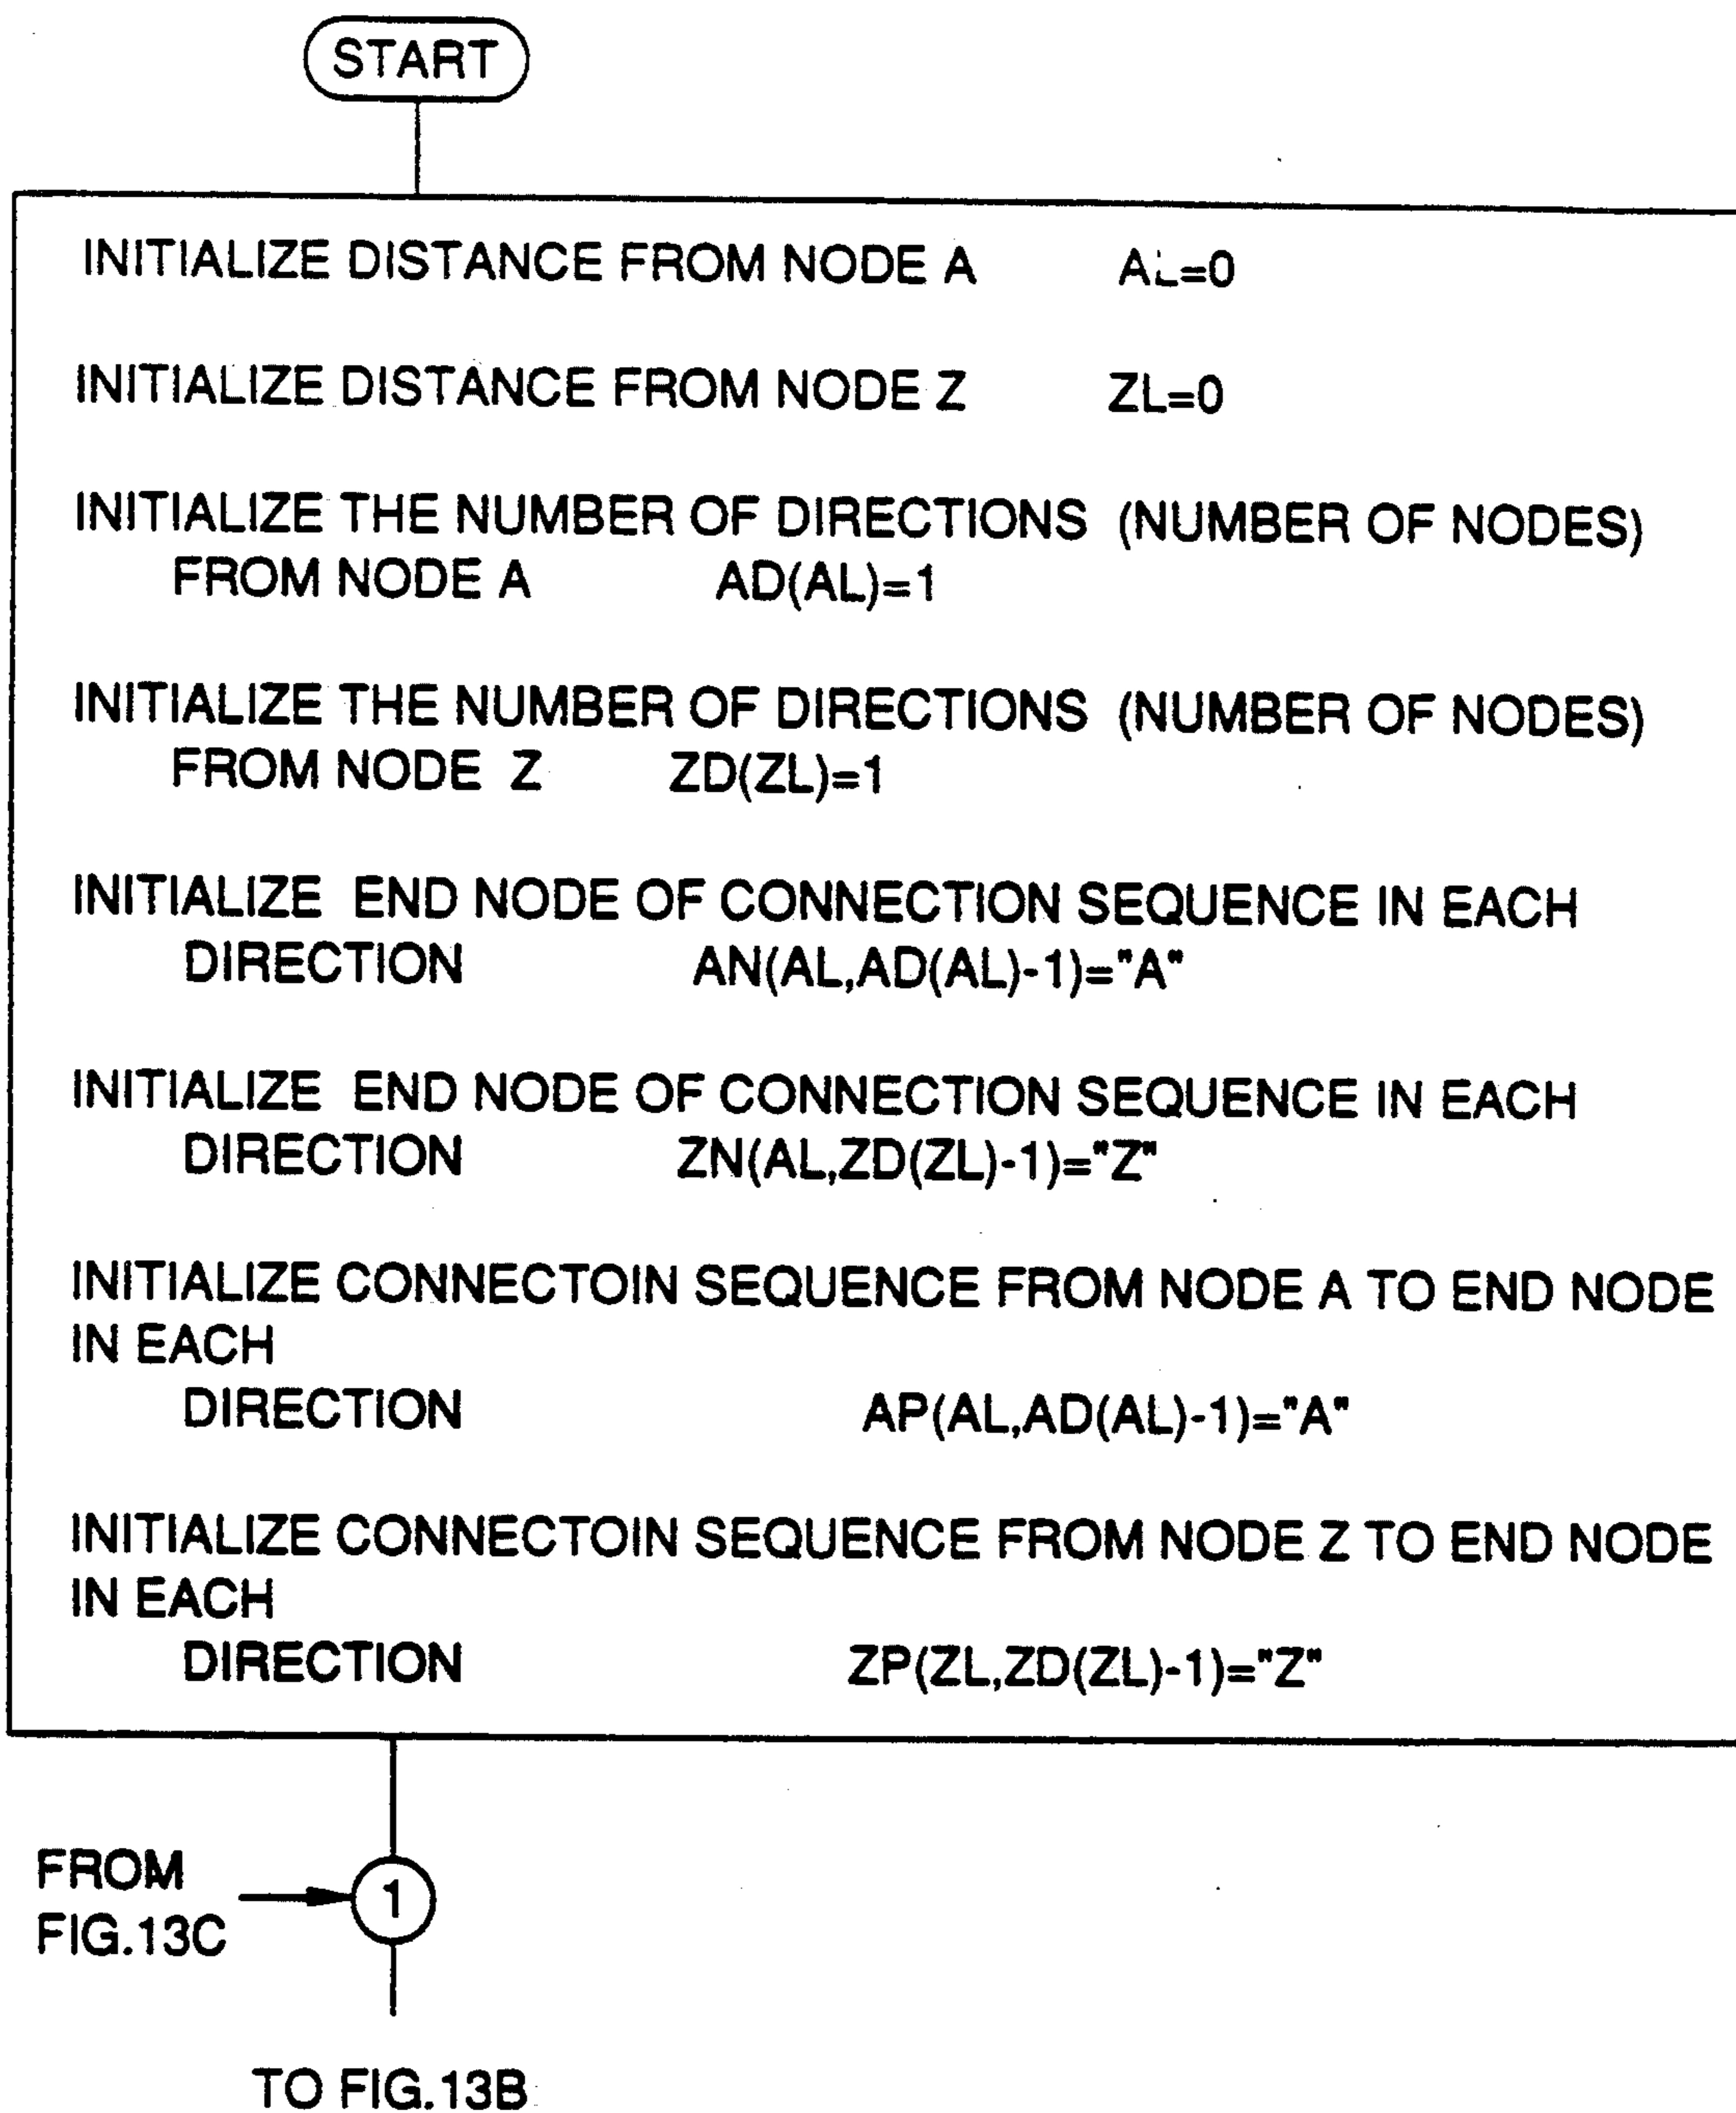 START
INITIALIZE DISTANCE FROM NODE A AL=0
INITIALIZE DISTANCE FROM NODE Z ZL=0
INITIALIZE THE NUMBER OF DIRECTIONS (NUMBER OF NODES)
FROM NODE A AD(AL)=1
INITIALIZE THE NUMBER OF DIRECTIONS (NUMBER OF NODES)
FROM NODE Z ZD(ZL)=1
INITIALIZE END NODE OF CONNECTION SEQUENCE IN EACH
DIRECTION AN(AL,AD(AL)-1)="A"
INITIALIZE END NODE OF CONNECTION SEQUENCE IN EACH
DIRECTION ZN(AL,ZD(ZL)-1)="Z"
INITIALIZE CONNECTOIN SEQUENCE FROM NODE A TO END NODE
IN EACH
DIRECTION AP(AL,AD(AL)-1)="A"
INITIALIZE CONNECTOIN SEQUENCE FROM NODE Z TO END NODE
IN EACH
DIRECTION ZP(ZL,ZD(ZL)-1)="Z"
FROM
FIG.13C
1
TO FIG.13B